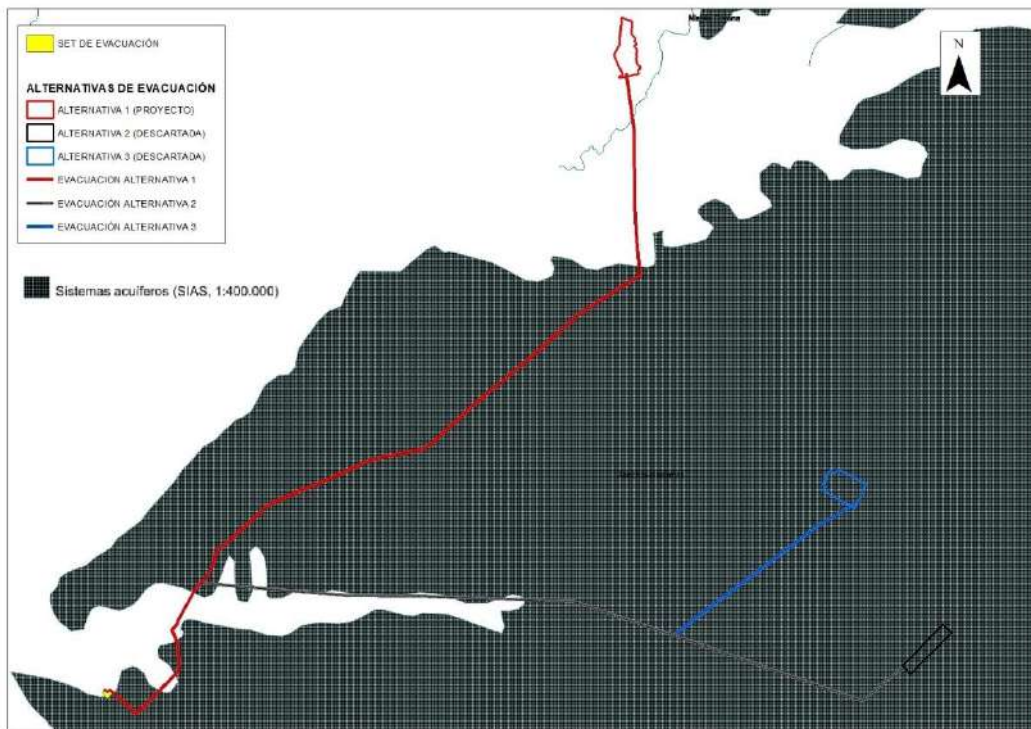 SET DE EVACUACIÓN
ALTERNATIVAS DE EVACUACIÓN
ALTERNATIVA 1 (PROYECTO)
ALTERNATIVA 2 (DESCARTADA)
ALTERNATIVA 3 (DESCARTADA)
EVACUACION ALTERNATIVA 1
EVACUACIÓN ALTERNATIVA 2
EVACUACIÓN ALTERNATIVA 3
Sistemas acuíferos (SIAS, 1:400.000)
N